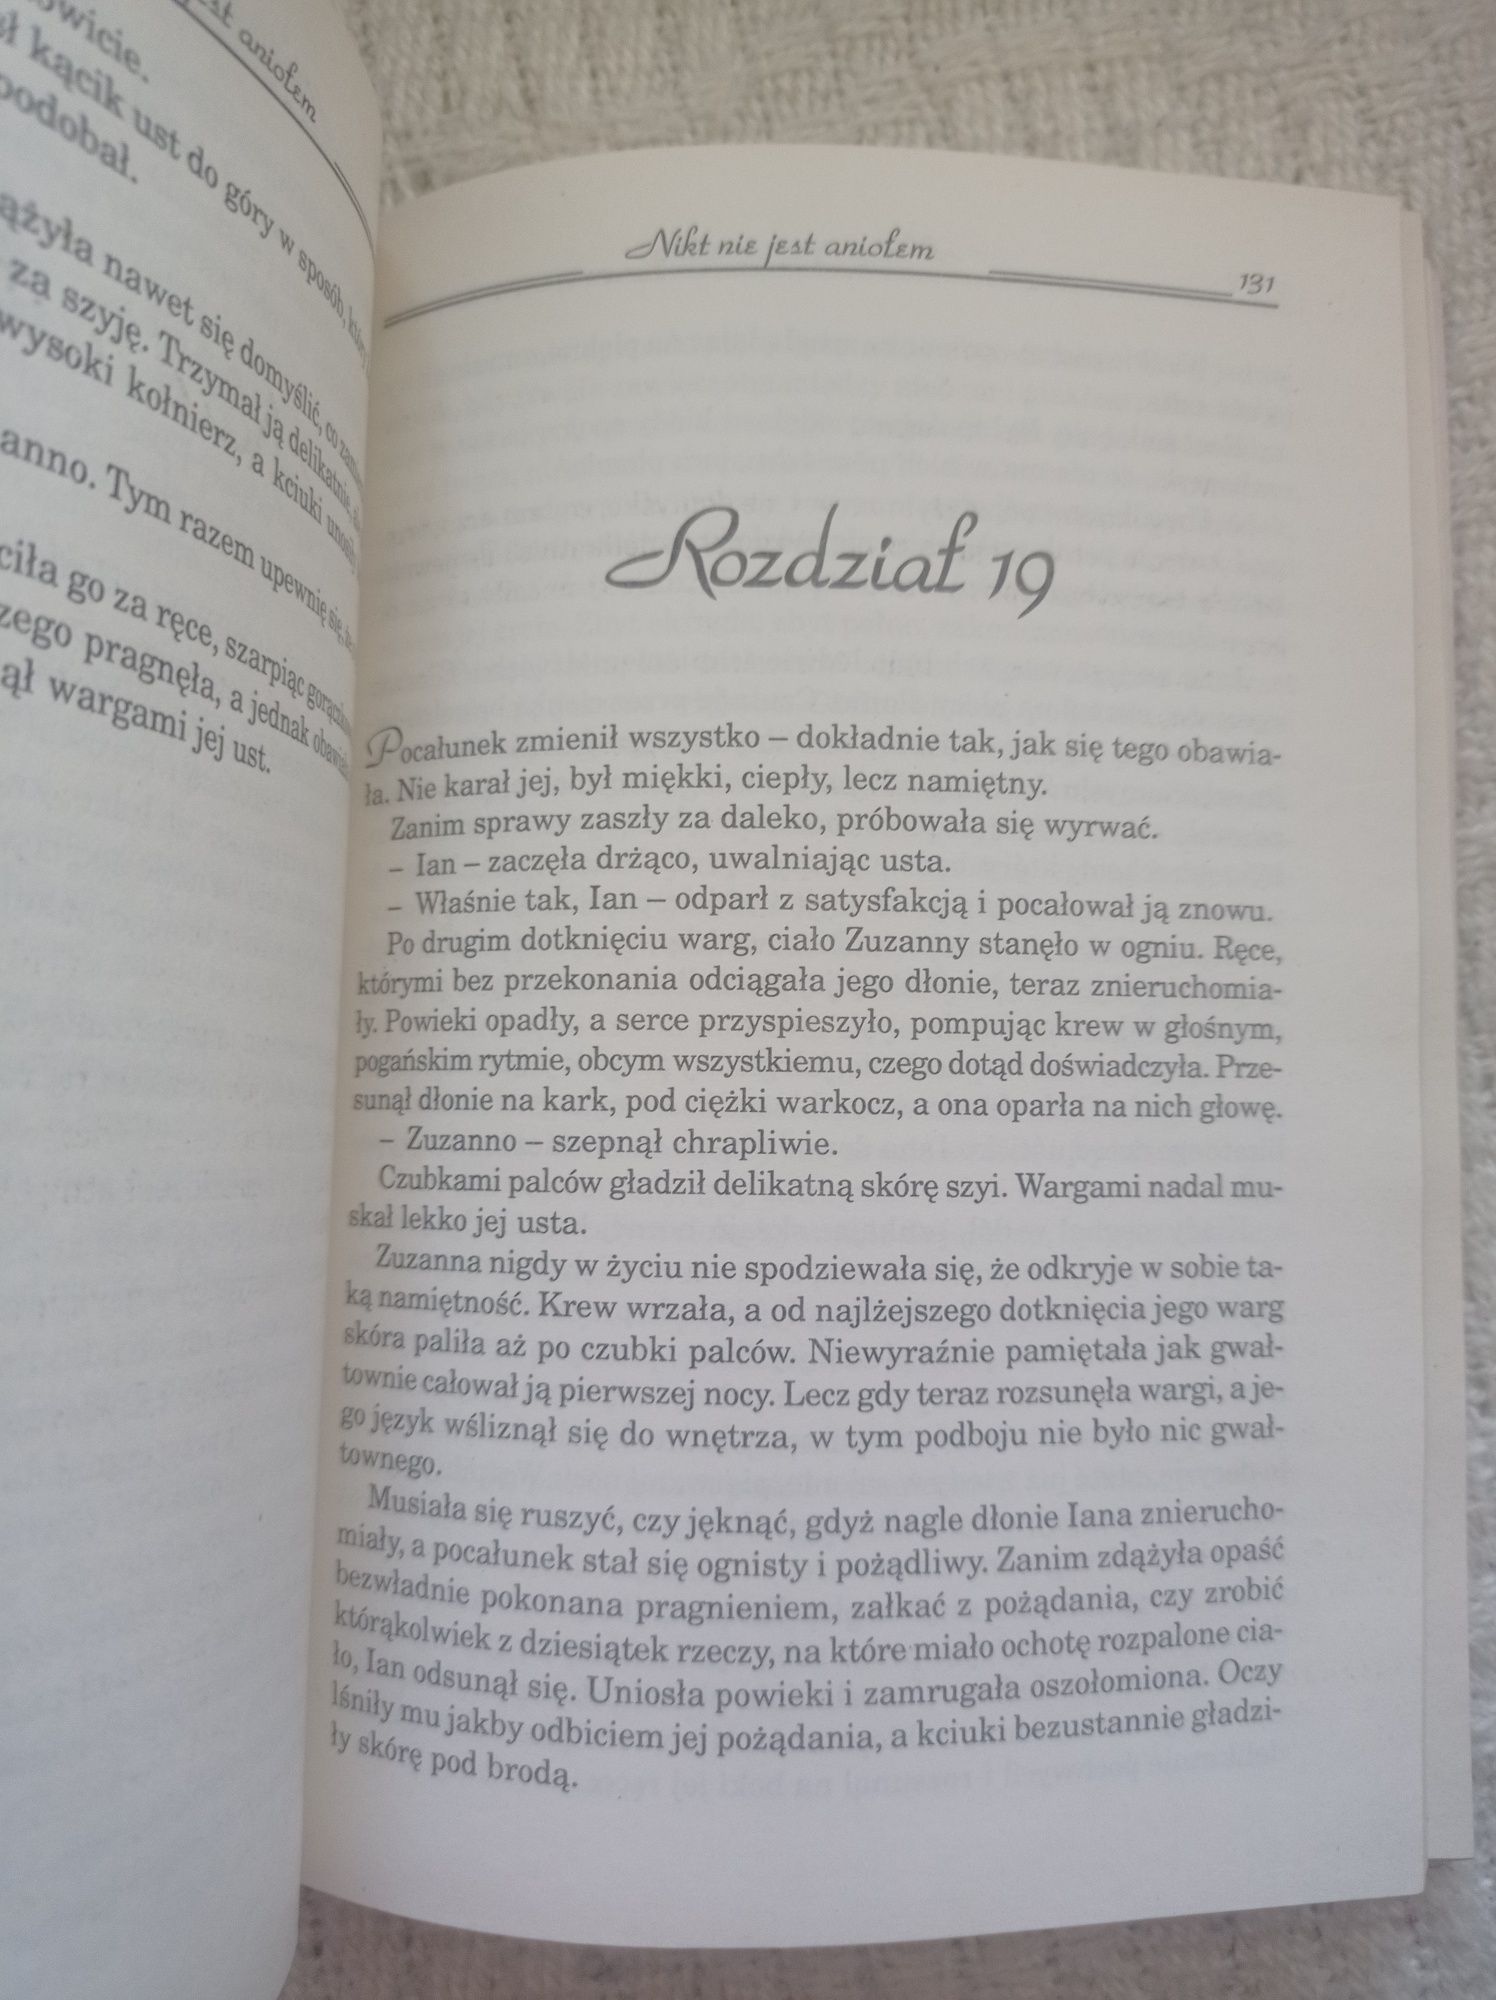 st aniołem
owicie.
ł kącik ust do góry w sposób, który
podobał.
ążyła nawet się domyślić, co
za szyję. Trzymał ją delikatnie,
wysoki kołnierz, a kciuki unosiły
anno. Tym razem upewnię się,
ciła go za ręce, szarpiąc
zego pragnęła, a jednak
ął wargami jej ust.
Nikt nie jest aniołem
131
Rozdział 19
Pocałunek zmienił wszystko – dokładnie tak, jak się tego obawia-
ła. Nie karał jej, był miękki, ciepły, lecz namiętny.
Zanim sprawy zaszły za daleko, próbowała się wyrwać.
– Ian – zaczęła drżąco, uwalniając usta.
– Właśnie tak, Ian – odparł z satysfakcją i pocałował ją znowu.
Po drugim dotknięciu warg, ciało Zuzanny stanęło w ogniu. Ręce,
którymi bez przekonania odciągała jego dłonie, teraz znieruchomia-
ły. Powieki opadły, a serce przyspieszyło, pompując krew w głośnym,
pogańskim rytmie, obcym wszystkiemu, czego dotąd doświadczyła. Prze-
sunął dłonie na kark, pod ciężki warkocz, a ona oparła na nich głowę.
– Zuzanno – szepnął chrapliwie.
Czubkami palców gładził delikatną skórę szyi. Wargami nadal mu-
skał lekko jej usta.
Zuzanna nigdy w życiu nie spodziewała się, że odkryje w sobie ta-
ką namiętność. Krew wrzała, a od najlżejszego dotknięcia jego warg
skóra paliła aż po czubki palców. Niewyraźnie pamiętała jak gwał-
townie całował ją pierwszej nocy. Lecz gdy teraz rozsunęła wargi, a je-
go język wśliznął się do wnętrza, w tym podboju nie było nic gwał-
townego.
Musiała się ruszyć, czy jęknąć, gdyż nagle dłonie Iana znierucho-
miały, a pocałunek stał się ognisty i pożądliwy. Zanim zdążyła opaść
bezwładnie pokonana pragnieniem, załkać z pożądania, czy zrobić
którąkolwiek z dziesiątek rzeczy, na które miało ochotę rozpalone cia-
ło, Ian odsunął się. Uniosła powieki i zamrugała oszołomiona. Oczy
lśniły mu jakby odbiciem jej pożądania, a kciuki bezustannie gładzi-
ły skórę pod brodą.